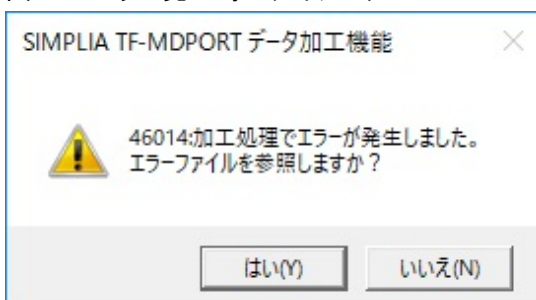 SIMPLIA TF-MDPORT データ加工機能
46014:加工処理でエラーが発生しました。
エラーファイルを参照しますか？
はい(Y)
いいえ(N)